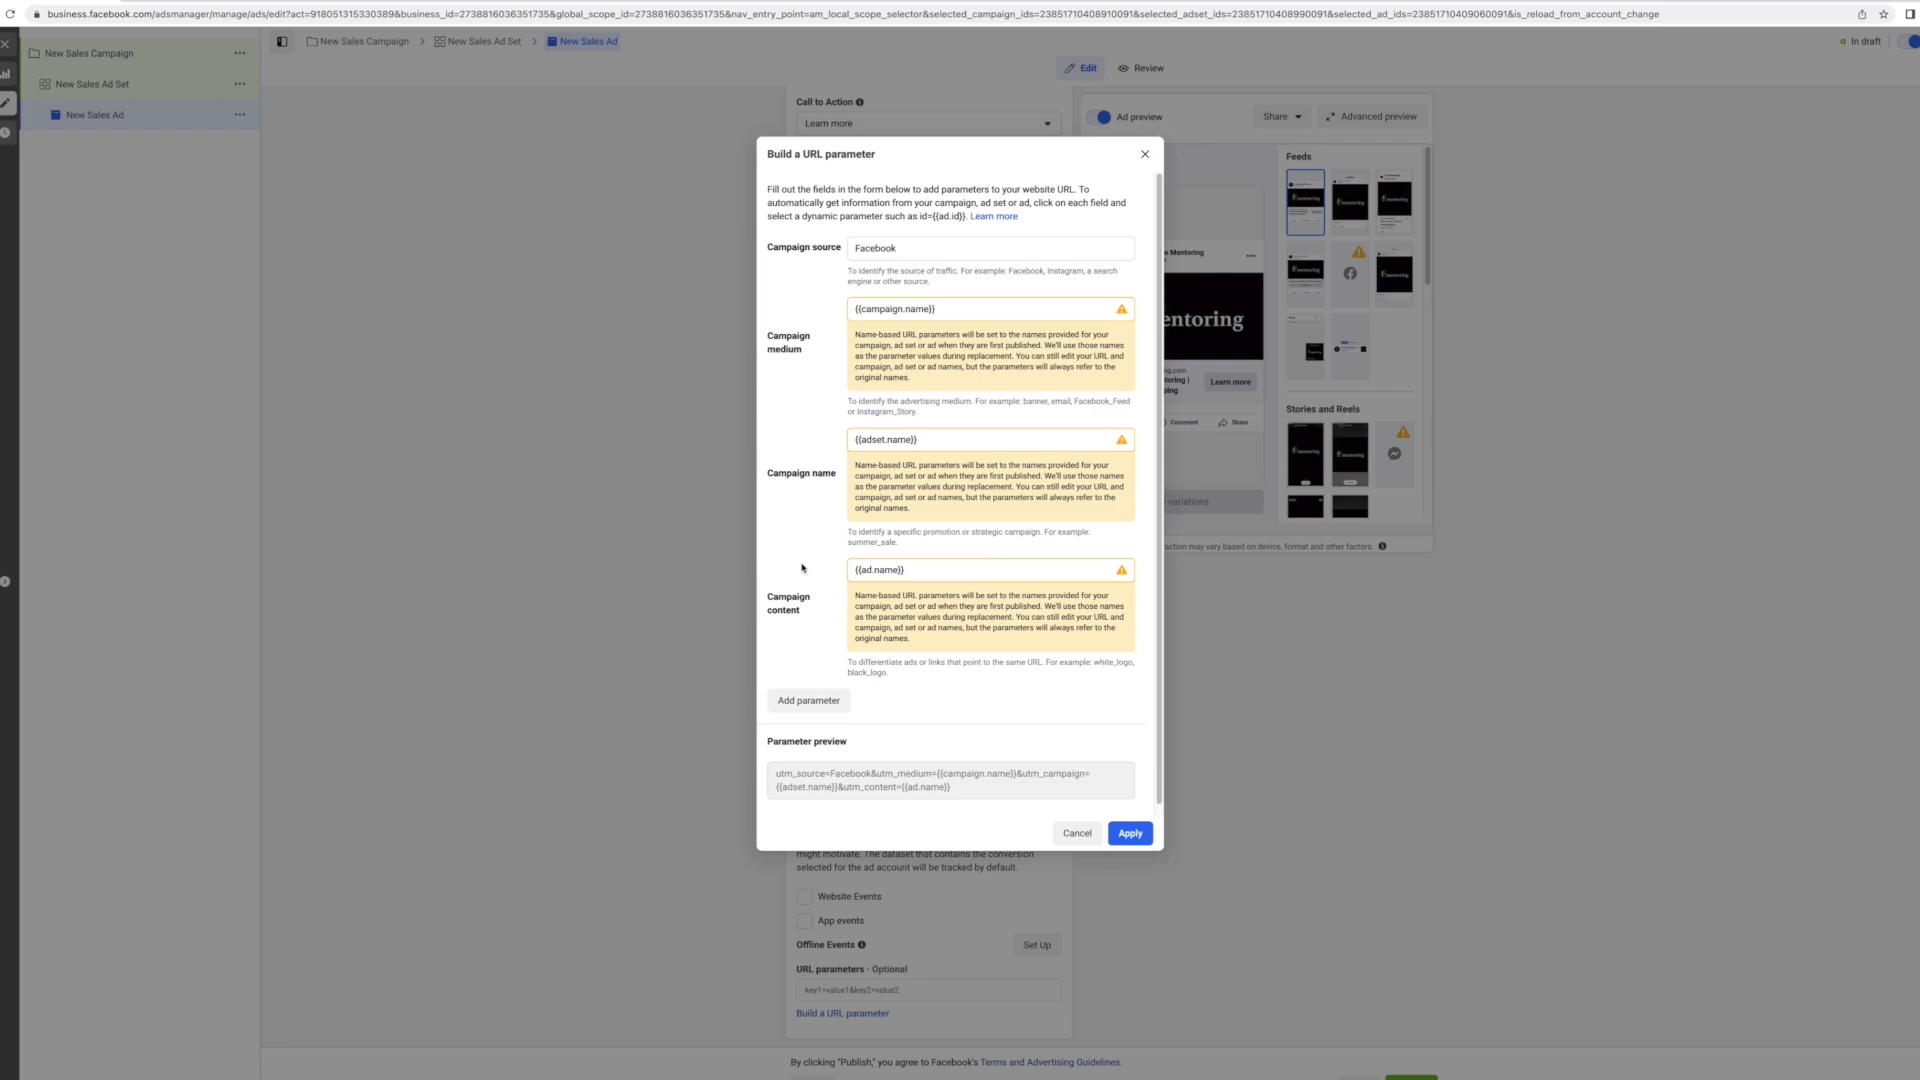 business.facebook.com/adsmanager/manage/ads/edit?act=918051315330389&business_id=2738816036351735&global_scope_id=2738816036351735&nav_entry_point=am_local_scope_selector&selected_campaign_ids=23851710408910091&selected_adset_ids=23851710408990091&selected_ad_ids=23851710409060091&is_reload_from_account_change
New Sales Campaign
New Sales Ad Set
New Sales Ad
New Sales Campaign > New Sales Ad Set > New Sales Ad
In draft
Edit
Review
Call to Action
Learn more
Ad preview
Share
Advanced preview
Build a URL parameter
Fill out the fields in the form below to add parameters to your website URL. To
automatically get information from your campaign, ad set or ad, click on each field and
select a dynamic parameter such as id={{ad.id}}. Learn more
Campaign source
Facebook
To identify the source of traffic. For example: Facebook, Instagram, a search
engine or other source.
Campaign
medium
{{campaign.name}}
Name-based URL parameters will be set to the names provided for your
campaign, ad set or ad when they are first published. We'll use those names
as the parameter values during replacement. You can still edit your URL and
campaign, ad set or ad names, but the parameters will always refer to the
original names.
To identify the advertising medium. For example: banner, email, Facebook_Feed
or Instagram_Story.
Campaign name
{{adset.name}}
Name-based URL parameters will be set to the names provided for your
campaign, ad set or ad when they are first published. We'll use those names
as the parameter values during replacement. You can still edit your URL and
campaign, ad set or ad names, but the parameters will always refer to the
original names.
To identify a specific promotion or strategic campaign. For example:
summer_sale.
Campaign
content
{{ad.name}}
Name-based URL parameters will be set to the names provided for your
campaign, ad set or ad when they are first published. We'll use those names
as the parameter values during replacement. You can still edit your URL and
campaign, ad set or ad names, but the parameters will always refer to the
original names.
To differentiate ads or links that point to the same URL. For example: white_logo,
black_logo.
Add parameter
Parameter preview
utm_source=Facebook&utm_medium={{campaign.name}}&utm_campaign=
{{adset.name}}&utm_content={{ad.name}}
Cancel
Apply
Feeds
e Mentoring
entoring
ng.com
toring |
ping
Learn more
Comment
Share
variations
Stories and Reels
action may vary based on device, format and other factors.
might motivate. The dataset that contains the conversion
selected for the ad account will be tracked by default.
Website Events
App events
Offline Events
Set Up
URL parameters · Optional
key1=value1&key2=value2
Build a URL parameter
By clicking "Publish," you agree to Facebook's Terms and Advertising Guidelines.